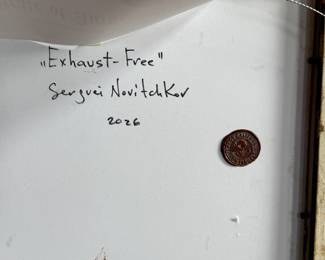 „Exhaust-Free"
Serguei Novitchkov
2026